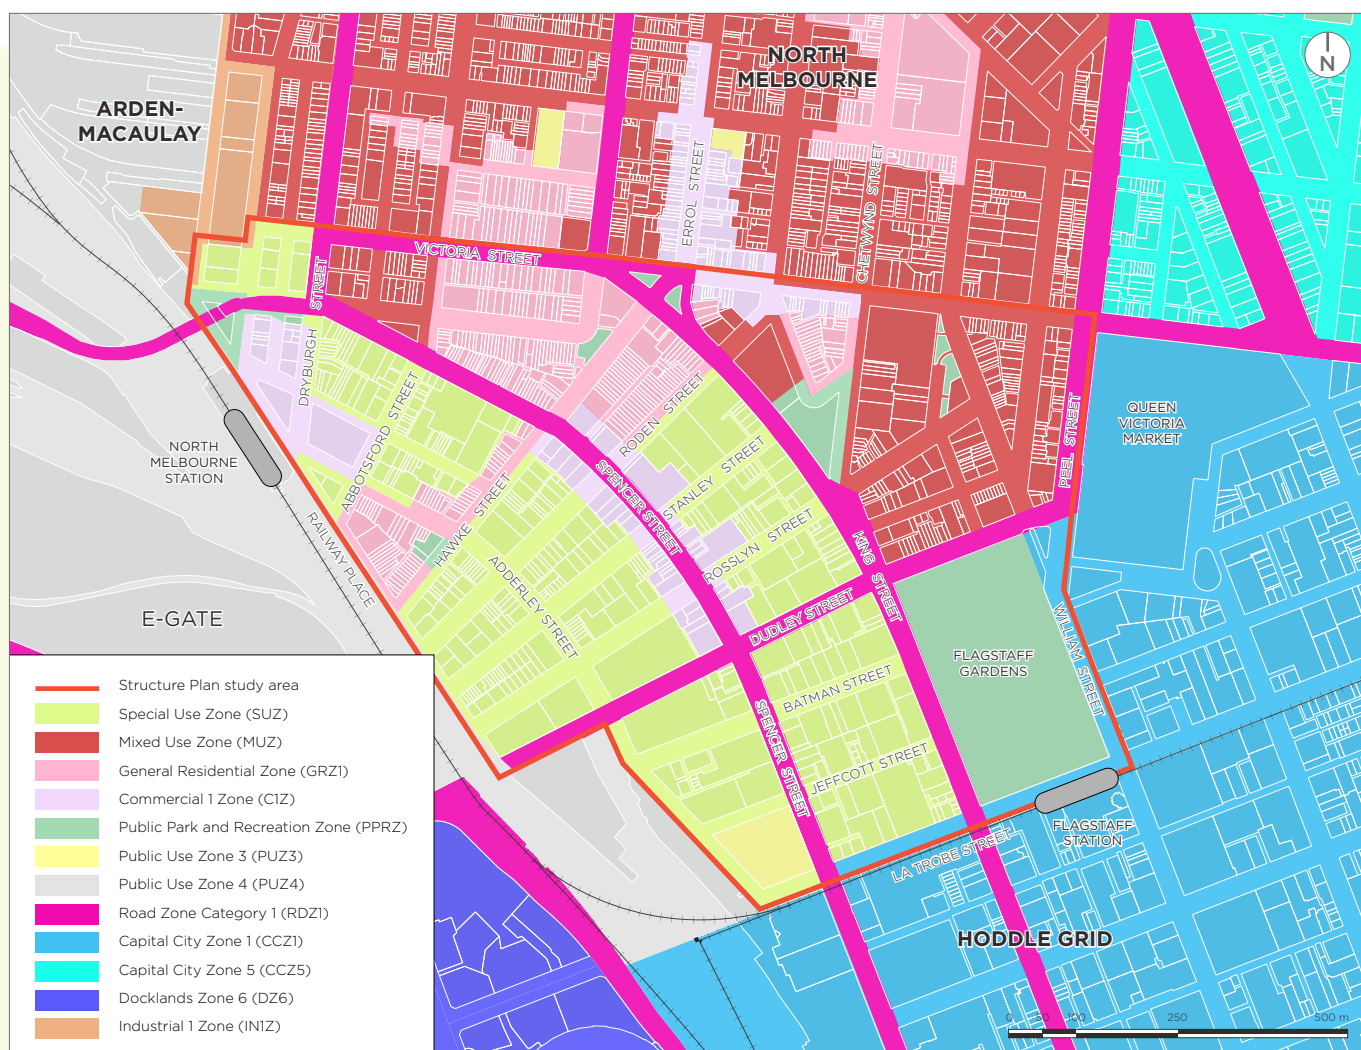 NORTH
MELBOURNE
N
ARDEN-
MACAULAY
ERROL STREET
CHETWYND STREET
VICTORIA STREET
STREET
DRYBURGH
ABBOTSFORD STREET
RODEN STREET
PEEL STREET
QUEEN
VICTORIA
MARKET
NORTH
MELBOURNE
STATION
SPENCER STREET
STANLEY STREET
HAWKE STREET
ROSSLYN STREET
RAILWAY PLACE
ADDERLEY STREET
KING STREET
DUDLEY STREET
E-GATE
WILLIAM STREET
FLAGSTAFF
GARDENS
BATMAN STREET
SPENCER STREET
JEFFCOTT STREET
FLAGSTAFF
STATION
LA TROBE STREET
HODDLE GRID
Structure Plan study area
Special Use Zone (SUZ)
Mixed Use Zone (MUZ)
General Residential Zone (GRZ1)
Commercial 1 Zone (C1Z)
Public Park and Recreation Zone (PPRZ)
Public Use Zone 3 (PUZ3)
Public Use Zone 4 (PUZ4)
Road Zone Category 1 (RDZ1)
Capital City Zone 1 (CCZ1)
Capital City Zone 5 (CCZ5)
Docklands Zone 6 (DZ6)
Industrial 1 Zone (IN1Z)
0 50 100 250 500 m